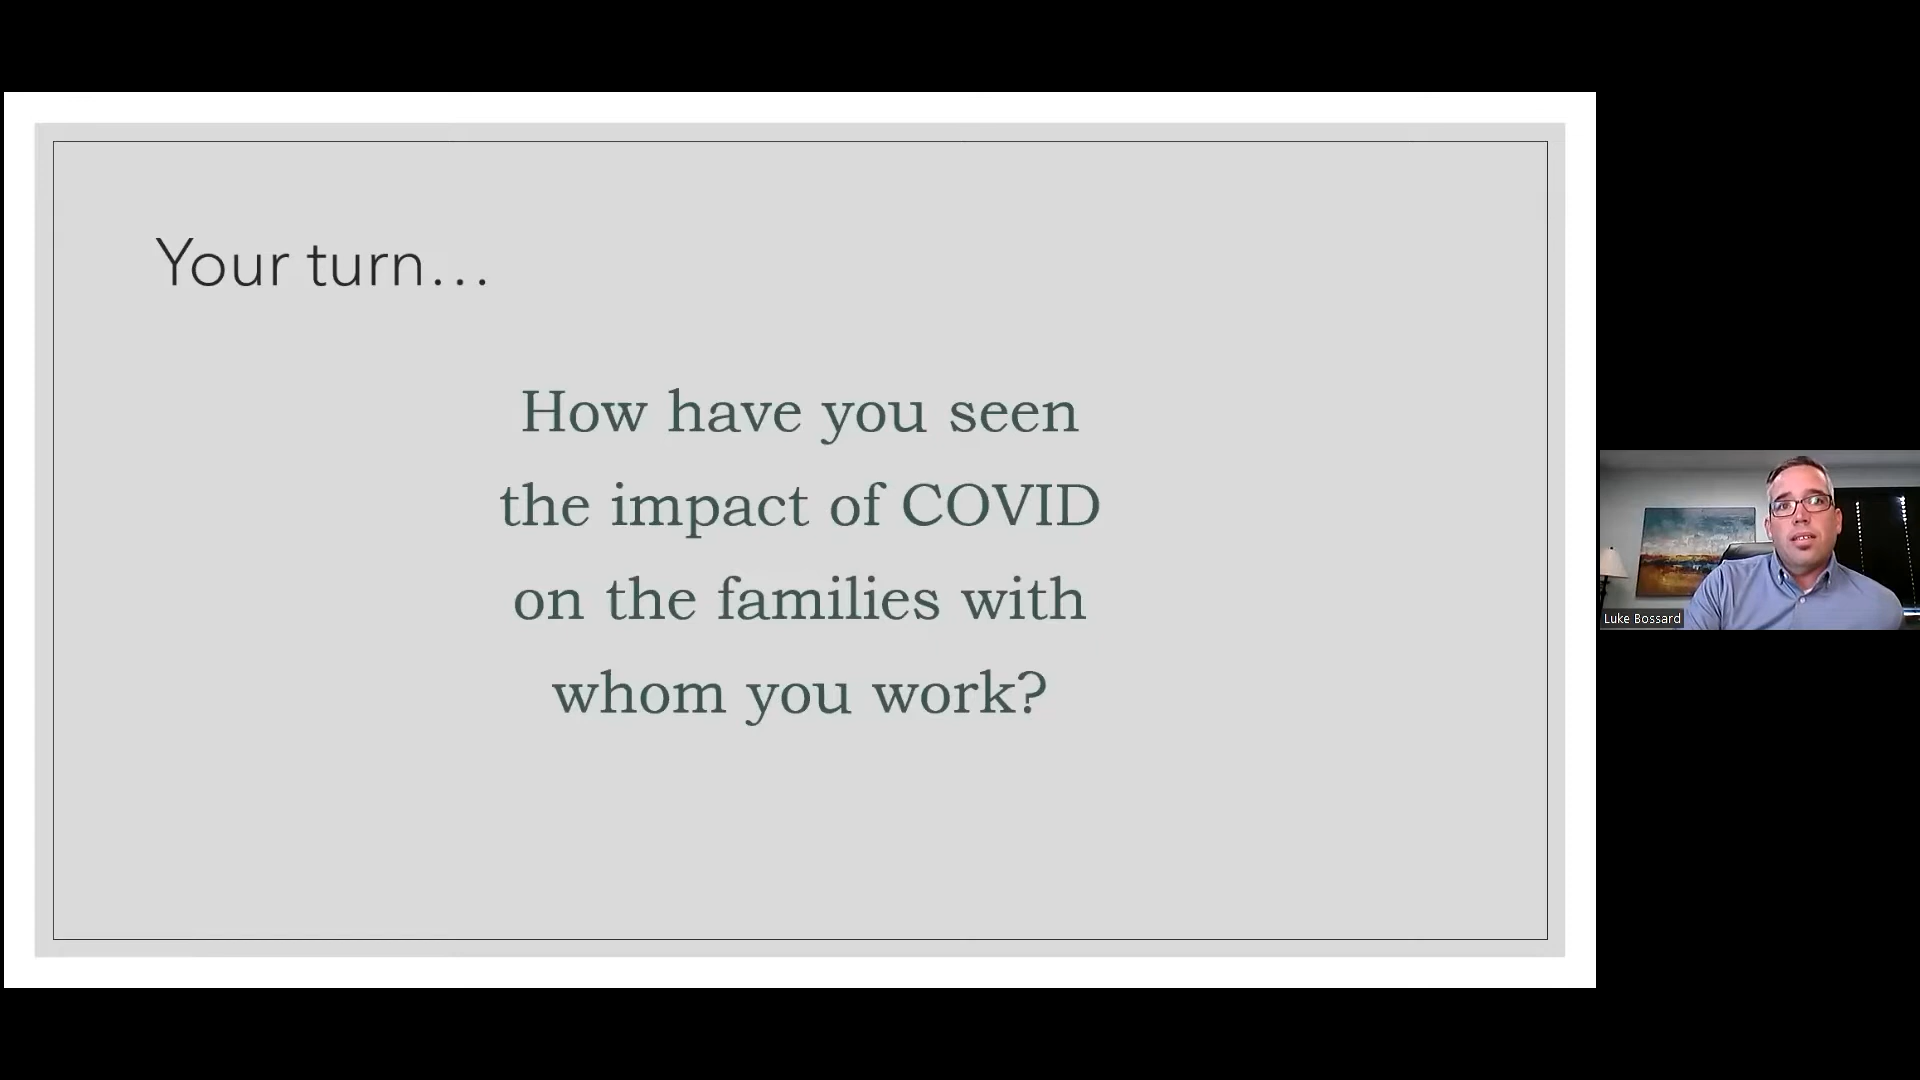 Your turn…
How have you seen
the impact of COVID
on the families with
whom you work?
Luke Bossard